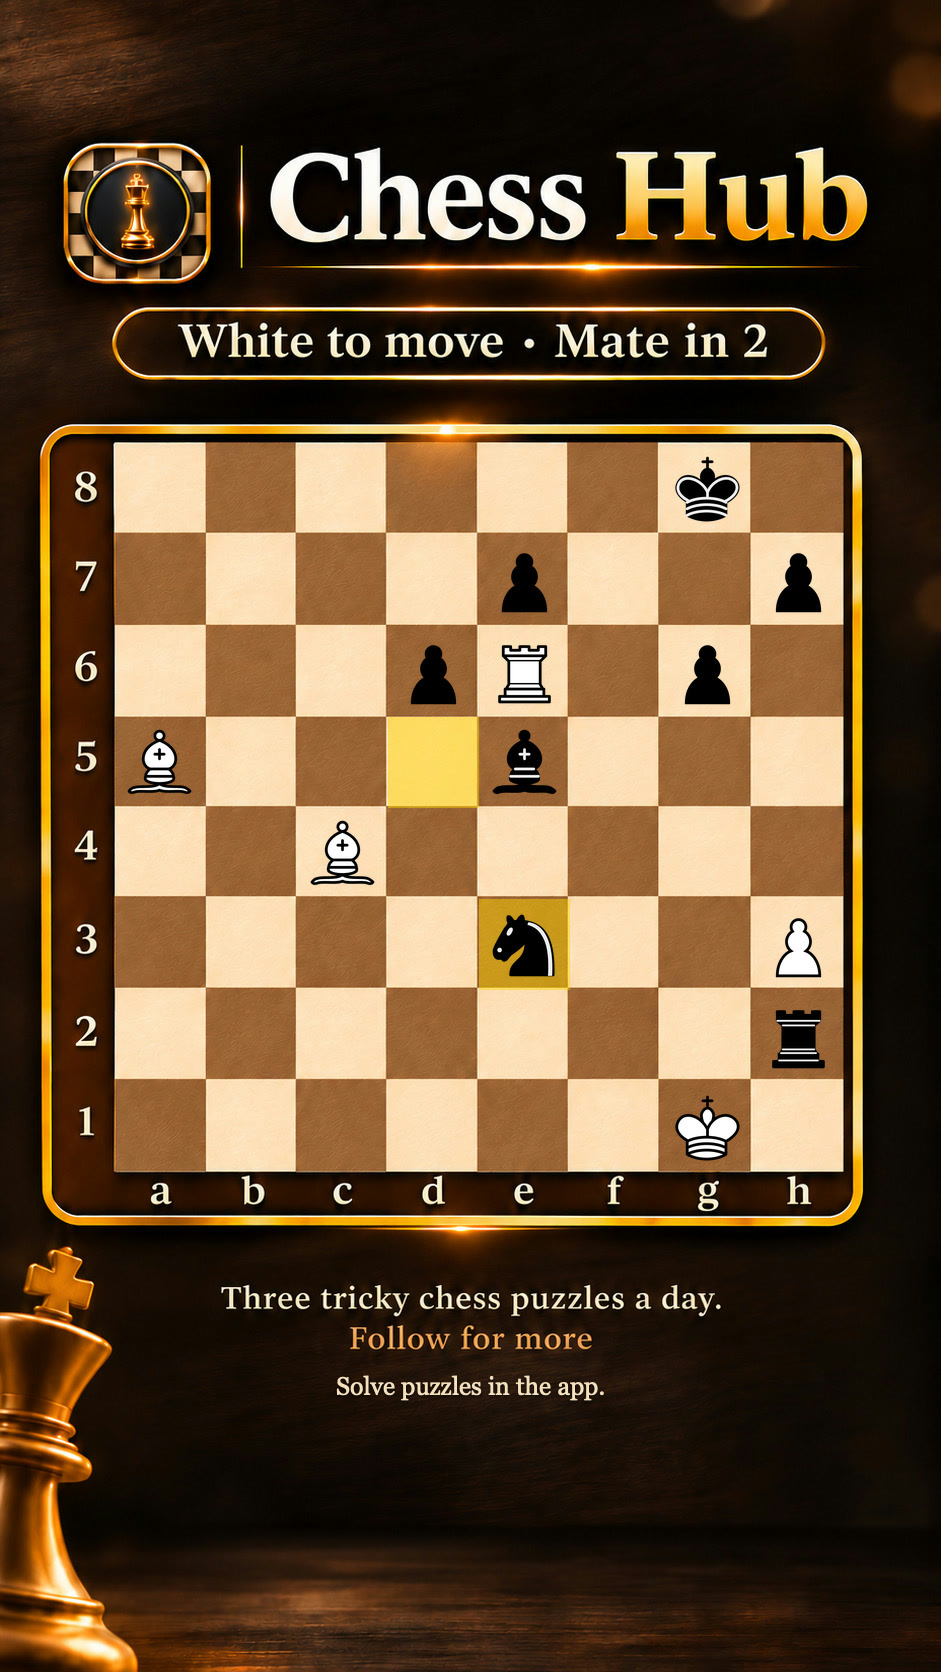 Chess Hub
White to move • Mate in 2
8
7
6
5
4
3
2
1
a b c d e f g h
Three tricky chess puzzles a day.
Follow for more
Solve puzzles in the app.